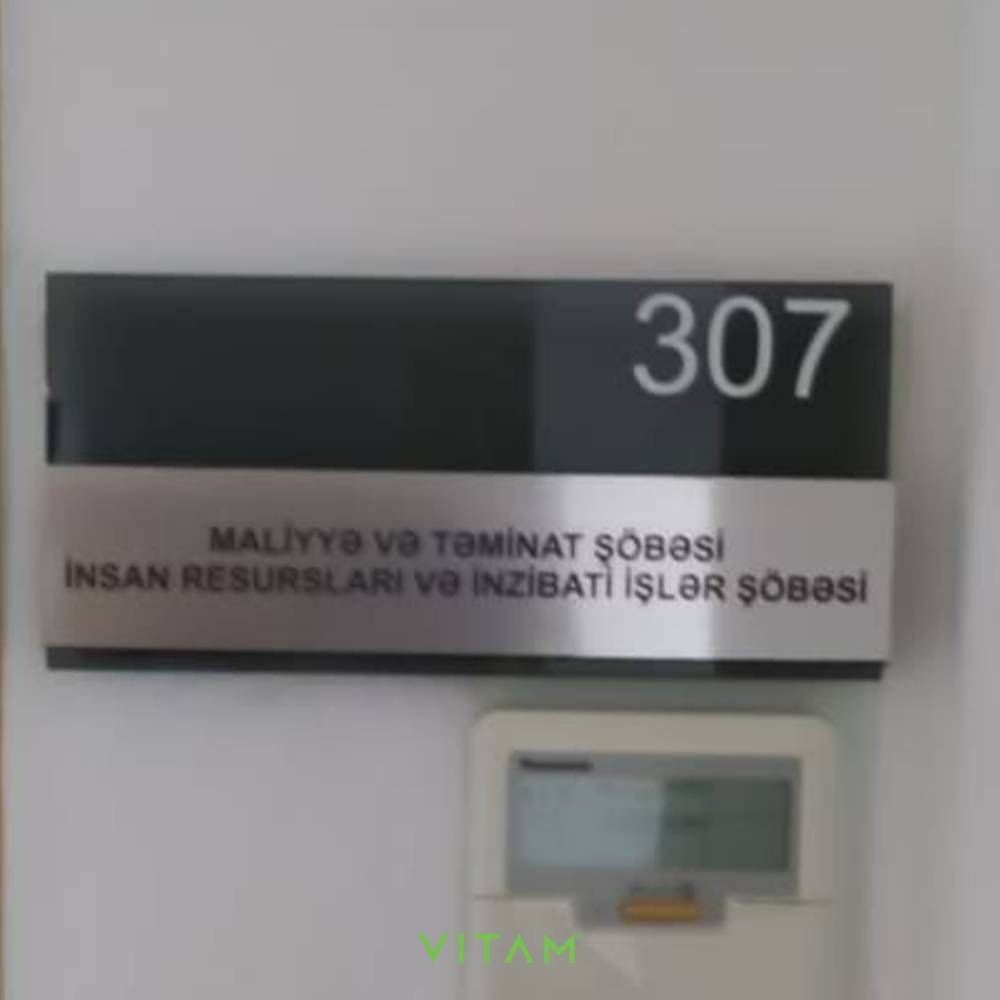 307
MALİYYƏ VƏ TƏMİNAT ŞÖBƏSİ
İNSAN RESURSLARI VƏ İNZİBATİ İŞLƏR ŞÖBƏSİ
VITAM